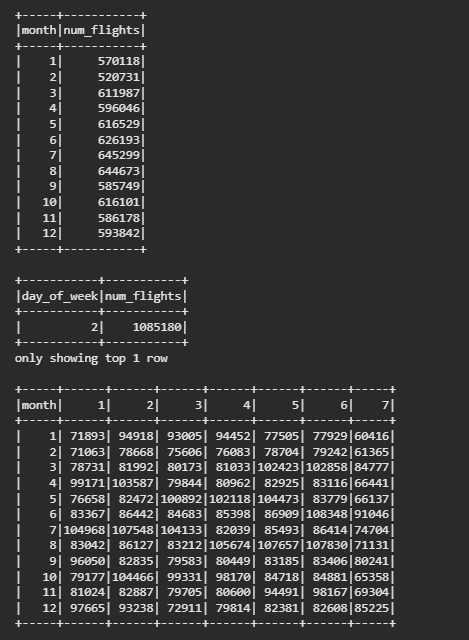 +-----+-----------+
|month|num_flights|
+-----+-----------+
|    1|     570118|
|    2|     520731|
|    3|     611987|
|    4|     596046|
|    5|     616529|
|    6|     626193|
|    7|     645299|
|    8|     644673|
|    9|     585749|
|   10|     616101|
|   11|     586178|
|   12|     593842|
+-----+-----------+
+-----------+-----------+
|day_of_week|num_flights|
+-----------+-----------+
|          2|    1085180|
+-----------+-----------+
only showing top 1 row
+-----+------+------+------+------+------+------+-----+
|month|     1|     2|     3|     4|     5|     6|    7|
+-----+------+------+------+------+------+------+-----+
|    1| 71893| 94918| 93005| 94452| 77505| 77929|60416|
|    2| 71063| 78668| 75606| 76083| 78704| 79242|61365|
|    3| 78731| 81992| 80173| 81033|102423|102858|84777|
|    4| 99171|103587| 79844| 80962| 82925| 83116|66441|
|    5| 76658| 82472|100892|102118|104473| 83779|66137|
|    6| 83367| 86442| 84683| 85398| 86909|108348|91046|
|    7|104968|107548|104133| 82039| 85493| 86414|74704|
|    8| 83042| 86127| 83212|105674|107657|107830|71131|
|    9| 96050| 82835| 79583| 80449| 83185| 83406|80241|
|   10| 79177|104466| 99331| 98170| 84718| 84881|65358|
|   11| 81024| 82887| 79705| 80600| 94491| 98167|69304|
|   12| 97665| 93238| 72911| 79814| 82381| 82608|85225|
+-----+------+------+------+------+------+------+-----+